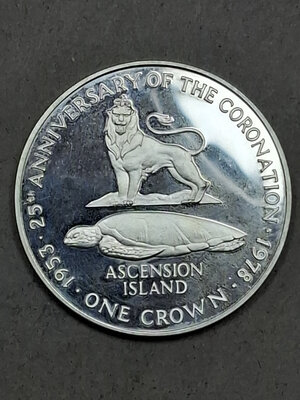 1953 · 25TH ANNIVERSARY OF THE CORONATION · 1978 · ONE CROWN ·
ASCENSION
ISLAND